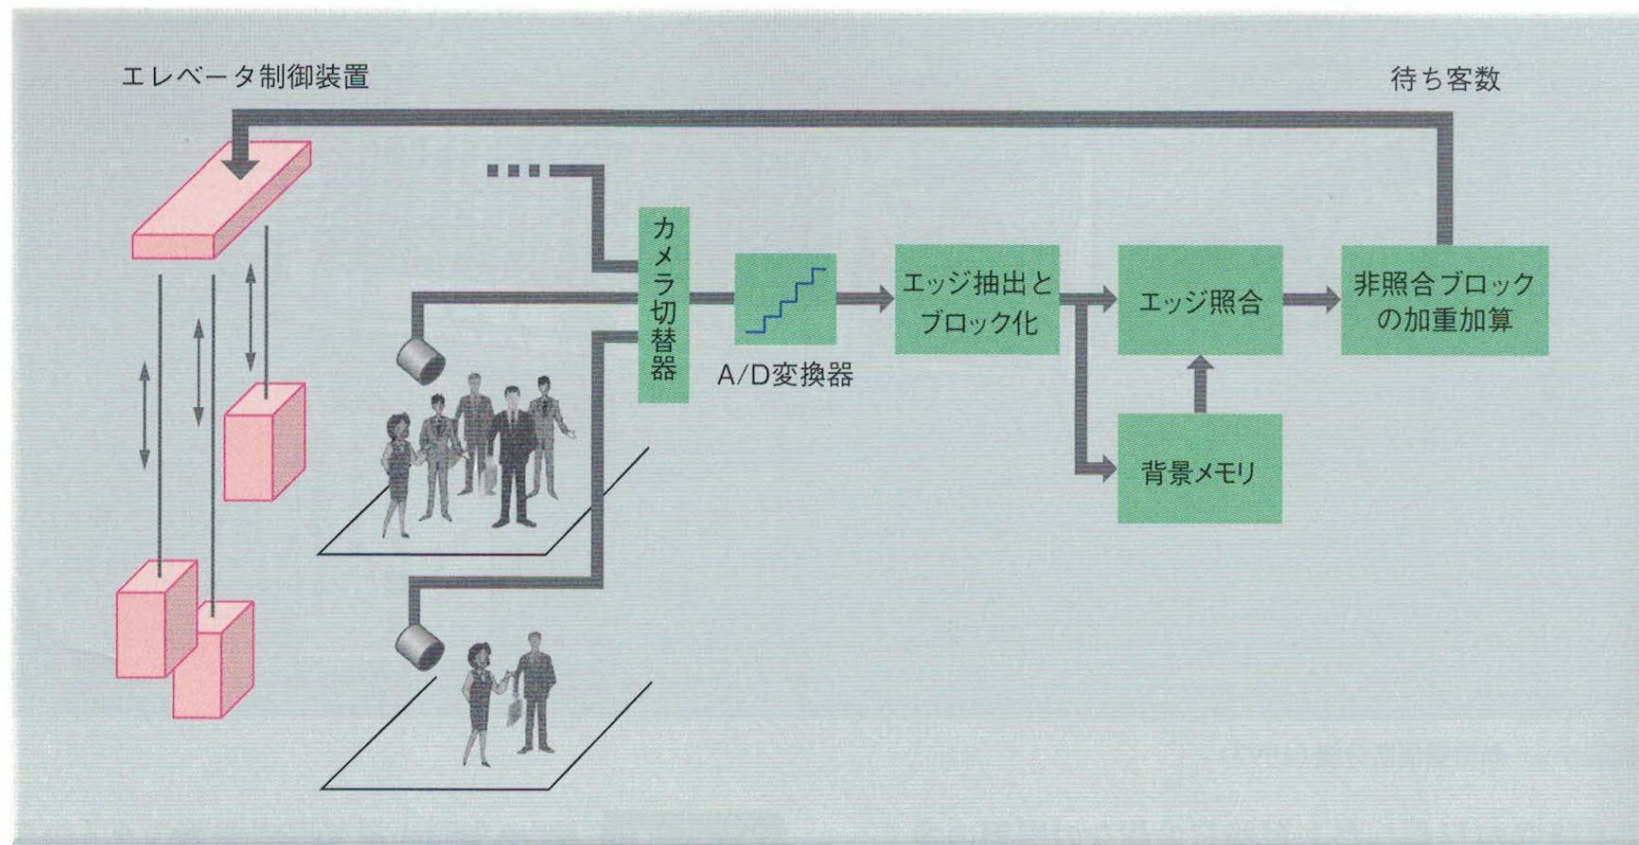 エレベータ制御装置
待ち客数
カメラ切替器
A/D変換器
エッジ抽出と
ブロック化
エッジ照合
非照合ブロック
の加重加算
背景メモリ